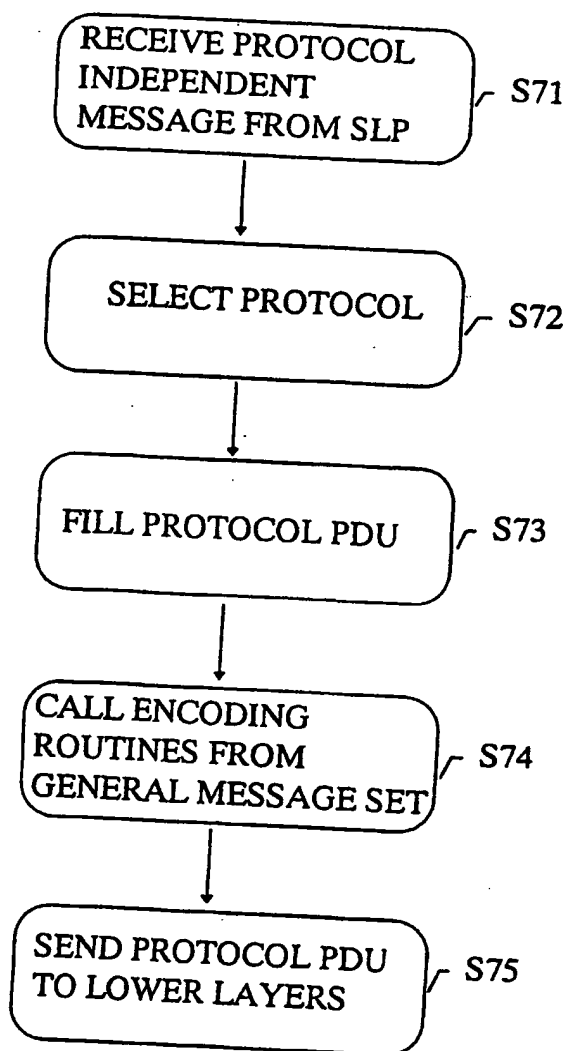 RECEIVE PROTOCOL
INDEPENDENT
MESSAGE FROM SLP
S71
SELECT PROTOCOL
S72
FILL PROTOCOL PDU
S73
CALL ENCODING
ROUTINES FROM
GENERAL MESSAGE SET
S74
SEND PROTOCOL PDU
TO LOWER LAYERS
S75